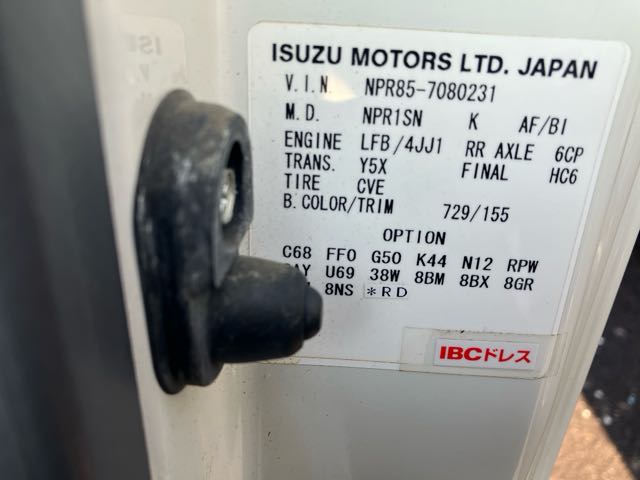 ISUZU MOTORS LTD. JAPAN
V.I.N NPR85-7080231
M.D. NPR1SN K AF/BI
ENGINE LFB/4JJ1 RR AXLE 6CP
TRANS. Y5X FINAL HC6
TIRE CVE
B.COLOR/TRIM 729/155
OPTION
C68 FF0 G50 K44 N12 RPW
U69 38W 8BM 8BX 8GR
8NS *RD
IBCドレス